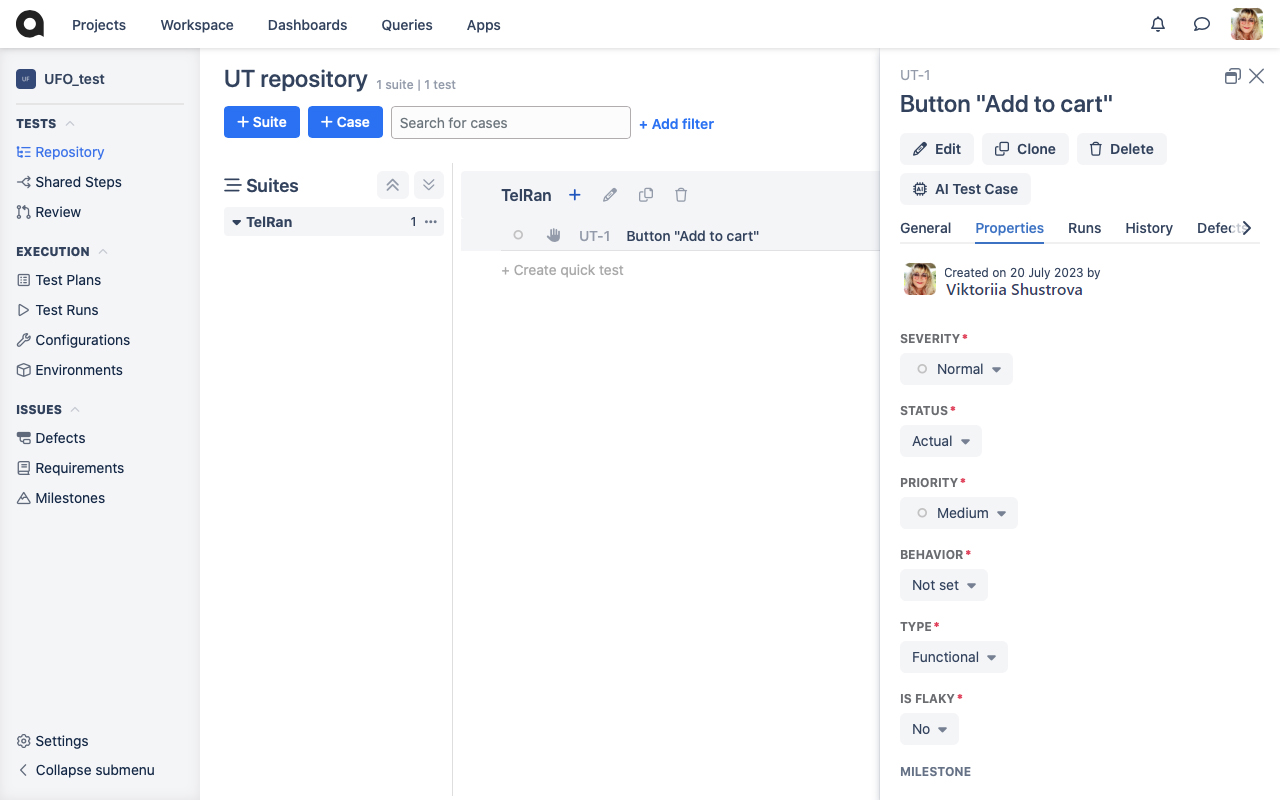 Projects Workspace Dashboards Queries Apps
UF UFO_test
TESTS
Repository
Shared Steps
Review
EXECUTION
Test Plans
Test Runs
Configurations
Environments
ISSUES
Defects
Requirements
Milestones
Settings
Collapse submenu
UT repository 1 suite | 1 test
+ Suite + Case Search for cases + Add filter
Suites
TelRan 1
TelRan
UT-1 Button "Add to cart"
+ Create quick test
UT-1
Button "Add to cart"
Edit Clone Delete
AI AI Test Case
General Properties Runs History Defects
Created on 20 July 2023 by
Viktoriia Shustrova
SEVERITY*
Normal
STATUS*
Actual
PRIORITY*
Medium
BEHAVIOR*
Not set
TYPE*
Functional
IS FLAKY*
No
MILESTONE